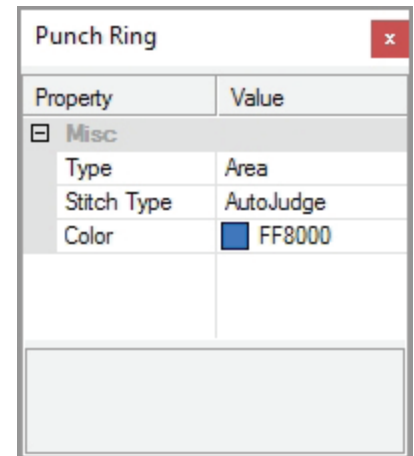 Punch Ring
x
Property Value
Misc
Type Area
Stitch Type AutoJudge
Color FF8000